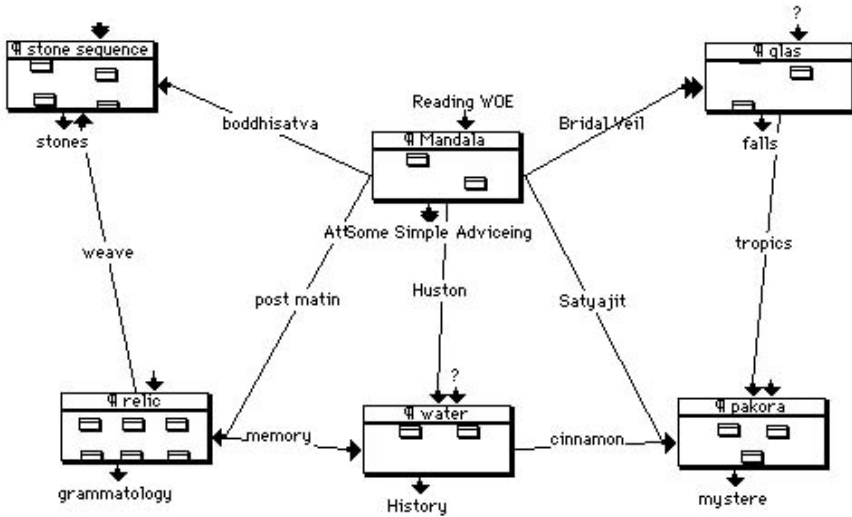 ?
¶ stone sequence
¶ glas
Reading WOE
boddhisatva
Bridal Veil
stones
¶ Mandala
falls
AttSome Simple Adviceing
weave
tropics
post matin
Huston
Satyajit
?
¶ relic
¶ water
¶ pakora
memory
cinnamon
grammatology
History
mystere